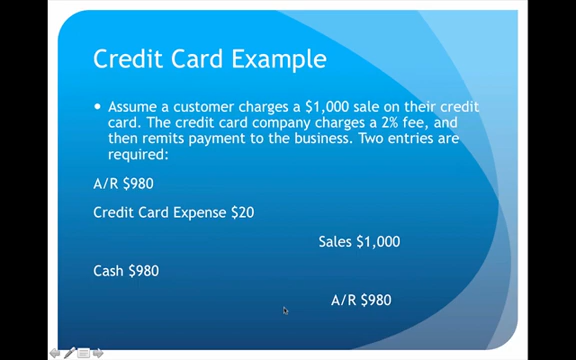 Credit Card Example
• Assume a customer charges a $1,000 sale on their credit
card. The credit card company charges a 2% fee, and
then remits payment to the business. Two entries are
required:
A/R $980
Credit Card Expense $20
Sales $1,000
Cash $980
A/R $980